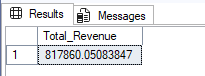 Results Messages
Total_Revenue
1 817860.05083847